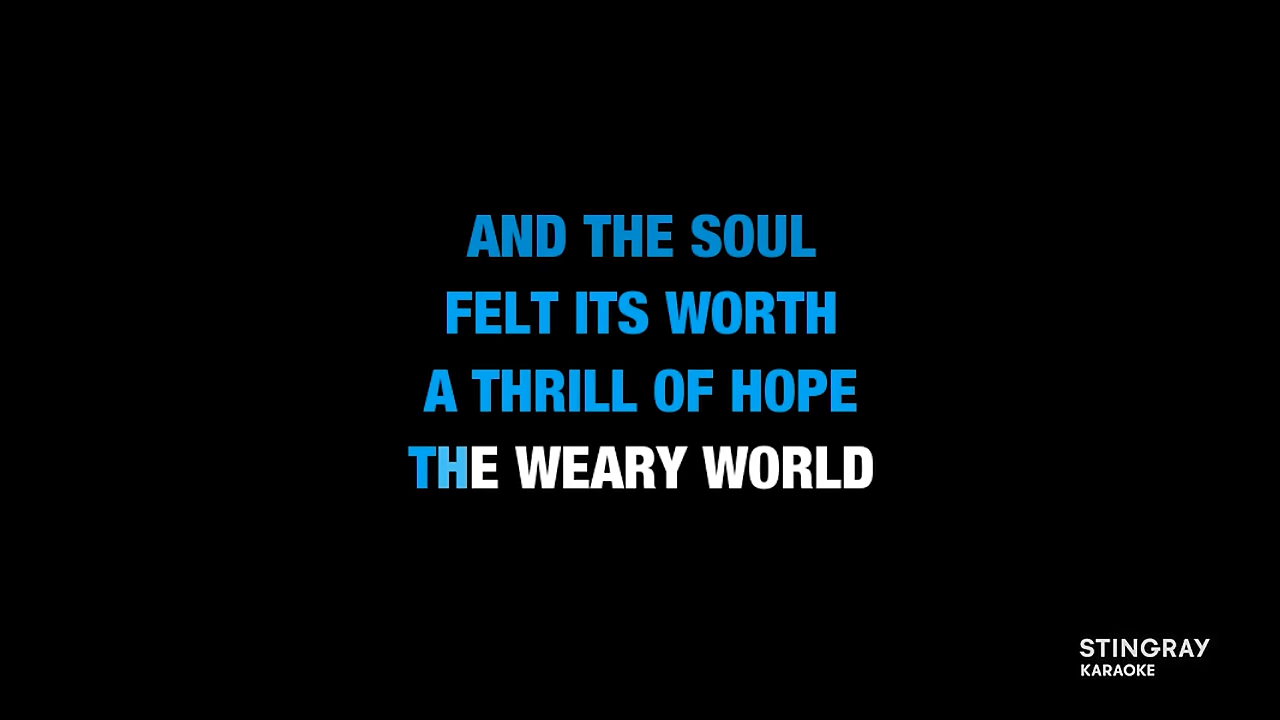 AND THE SOUL
FELT ITS WORTH
A THRILL OF HOPE
THE WEARY WORLD
STINGRAY
KARAOKE